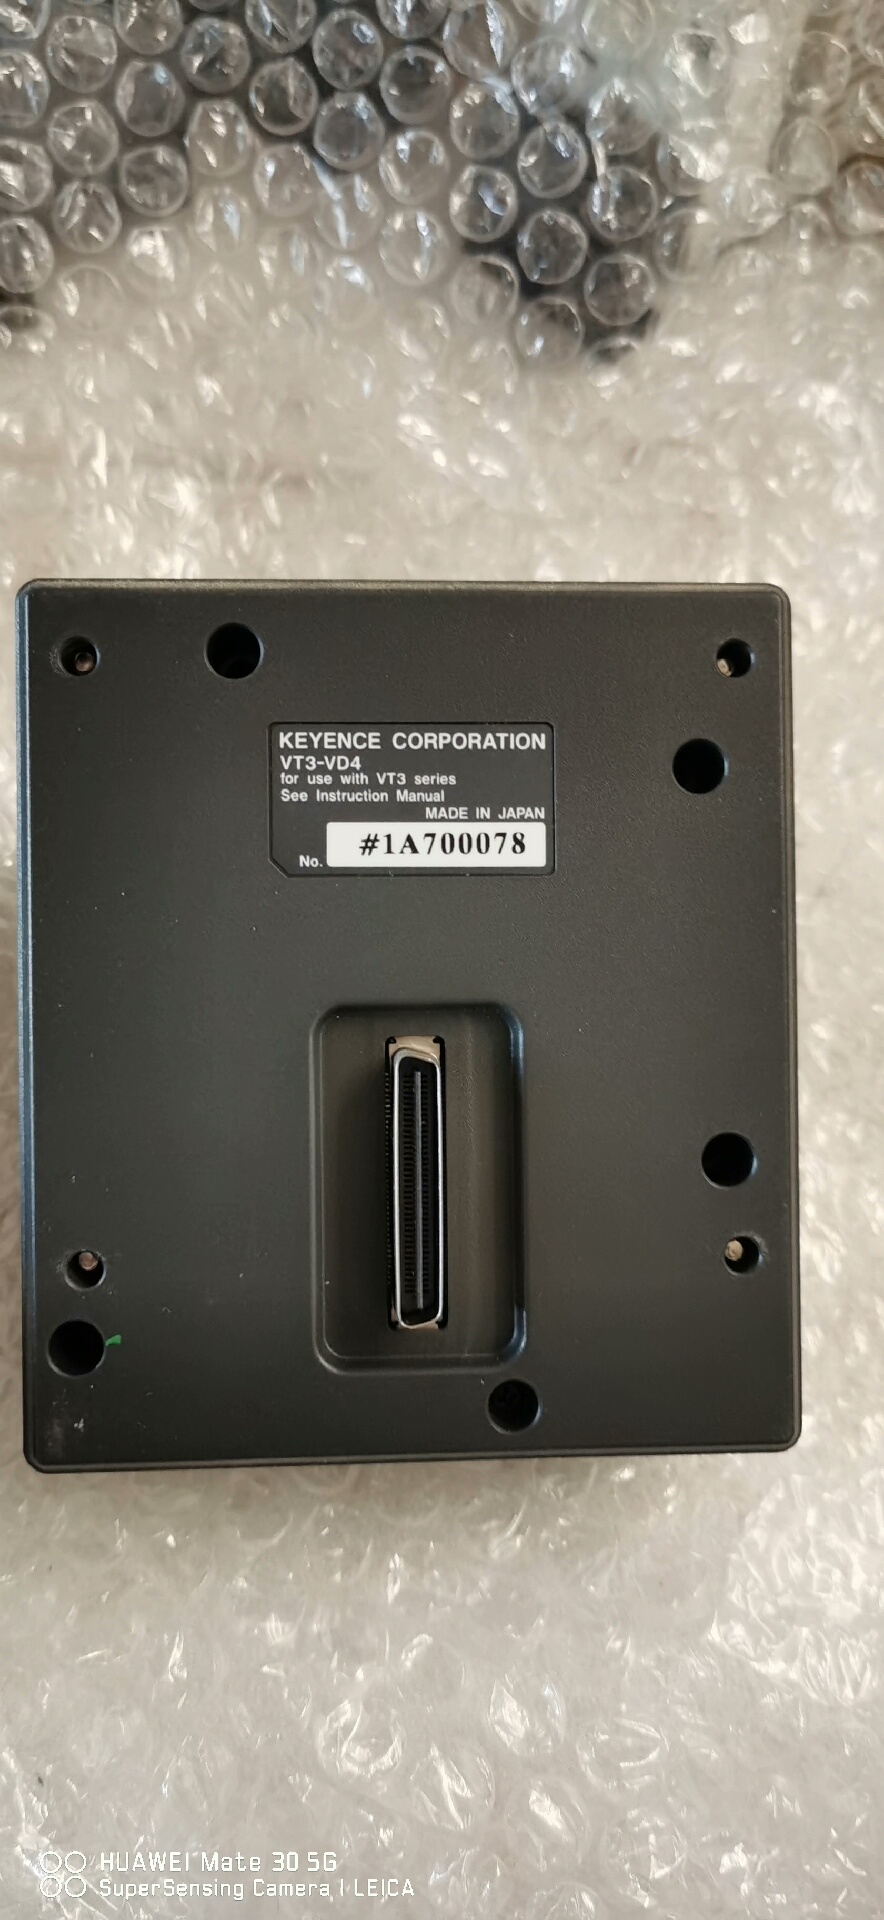 KEYENCE CORPORATION
VT3-VD4
for use with VT3 series
See Instruction Manual
MADE IN JAPAN
No. #1A700078
HUAWEI Mate 30 5G
SuperSensing Camera | LEICA